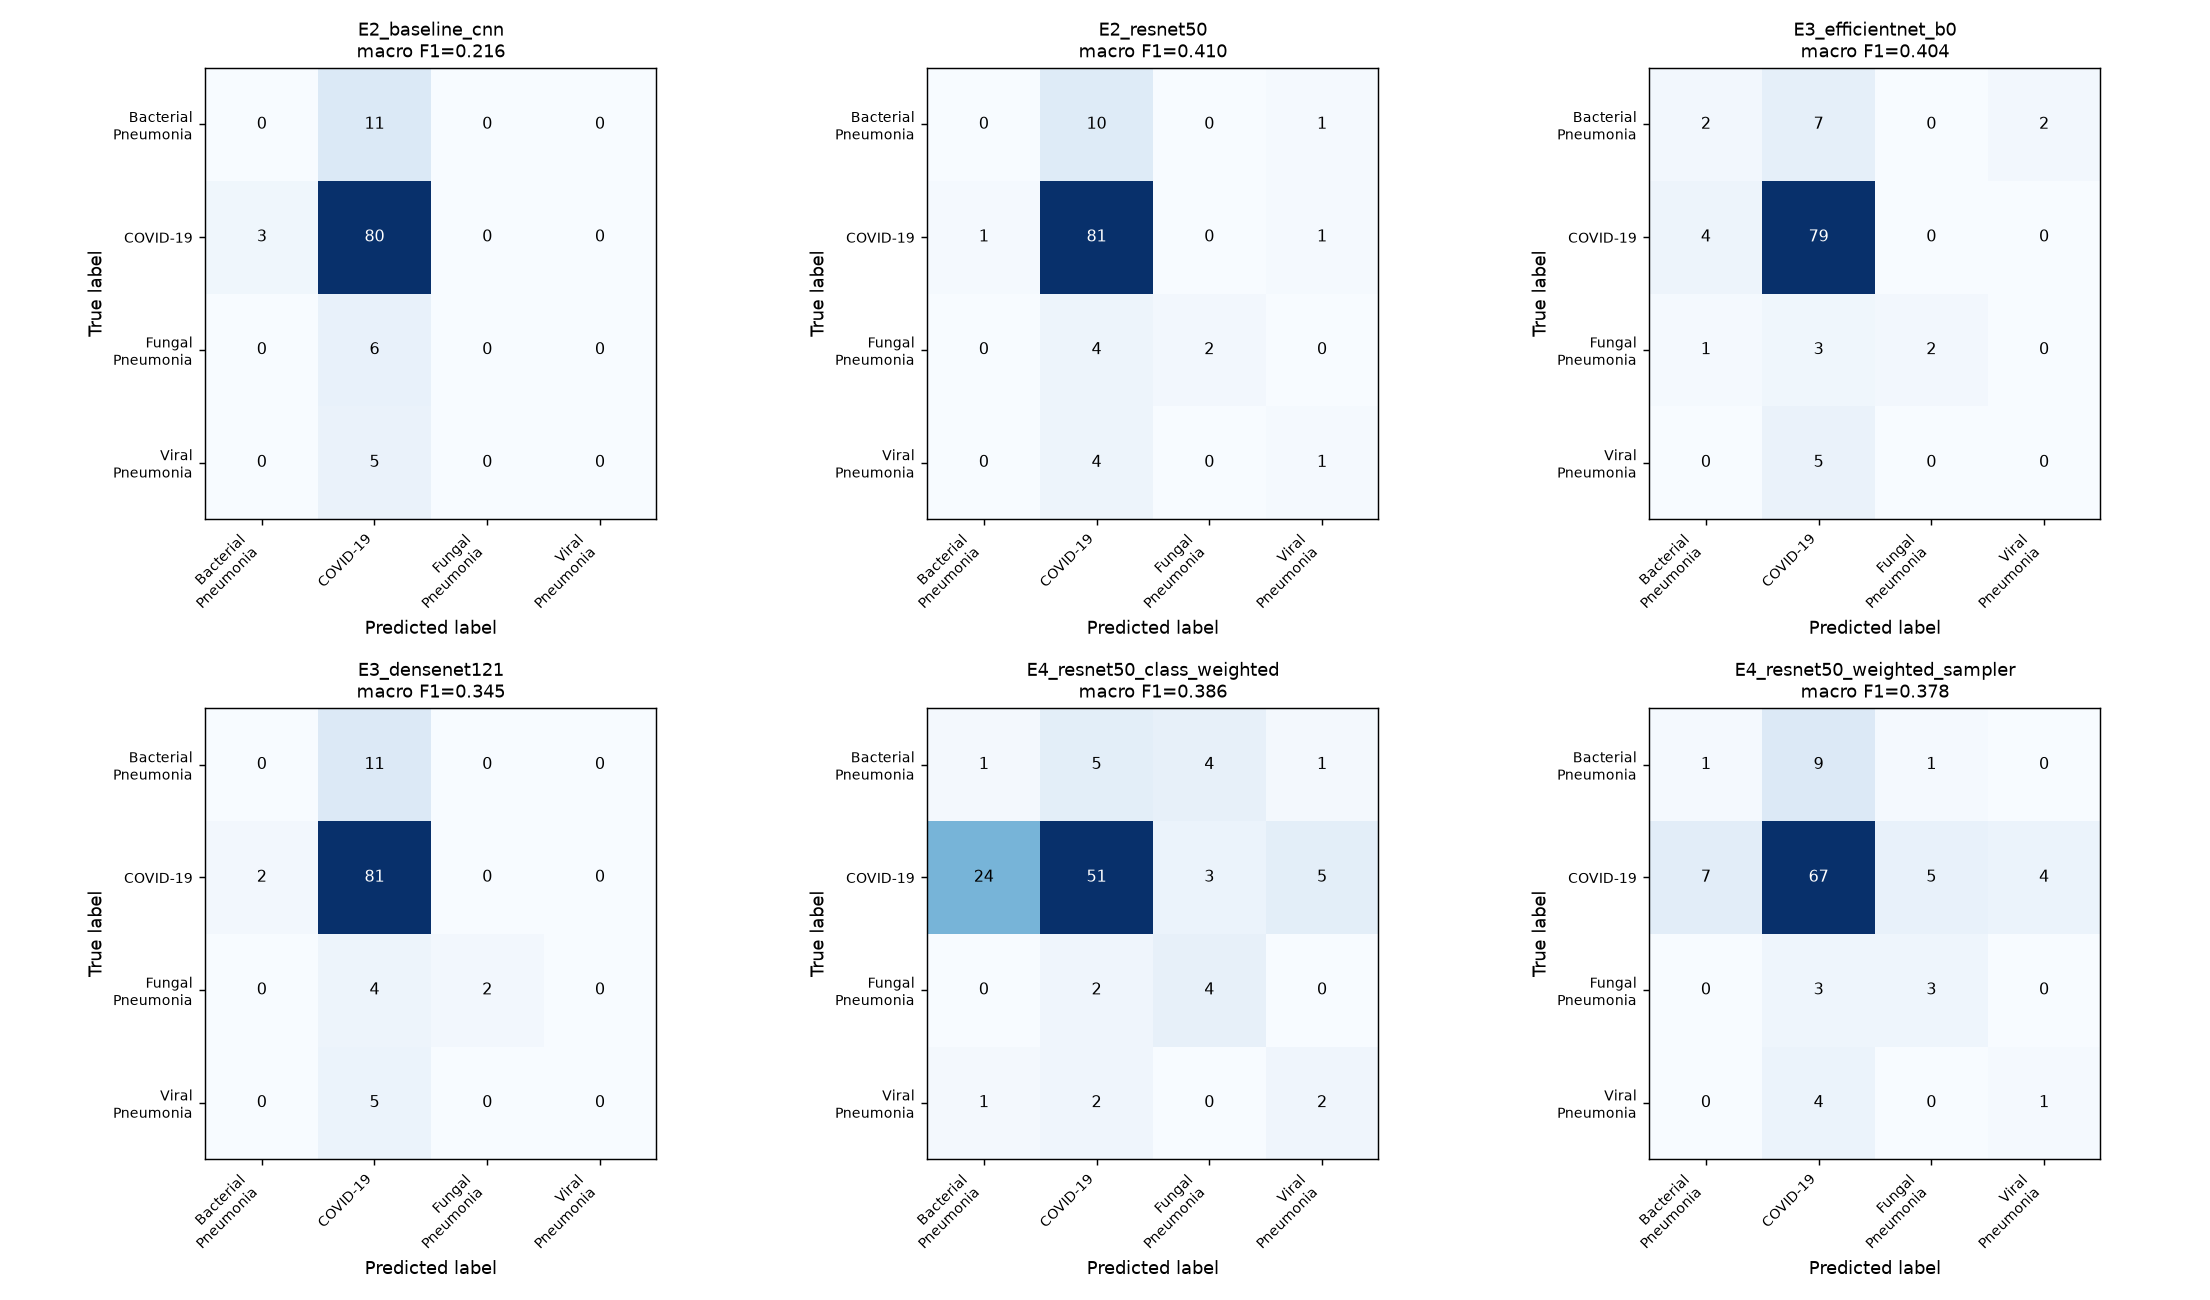 E2_baseline_cnn
macro F1=0.216
True label
Bacterial
Pneumonia
0 11 0 0
COVID-19
3 80 0 0
Fungal
Pneumonia
0 6 0 0
Viral
Pneumonia
0 5 0 0
Bacterial
Pneumonia
COVID-19
Fungal
Pneumonia
Viral
Pneumonia
Predicted label
E2_resnet50
macro F1=0.410
True label
Bacterial
Pneumonia
0 10 0 1
COVID-19
1 81 0 1
Fungal
Pneumonia
0 4 2 0
Viral
Pneumonia
0 4 0 1
Bacterial
Pneumonia
COVID-19
Fungal
Pneumonia
Viral
Pneumonia
Predicted label
E3_efficientnet_b0
macro F1=0.404
True label
Bacterial
Pneumonia
2 7 0 2
COVID-19
4 79 0 0
Fungal
Pneumonia
1 3 2 0
Viral
Pneumonia
0 5 0 0
Bacterial
Pneumonia
COVID-19
Fungal
Pneumonia
Viral
Pneumonia
Predicted label
E3_densenet121
macro F1=0.345
True label
Bacterial
Pneumonia
0 11 0 0
COVID-19
2 81 0 0
Fungal
Pneumonia
0 4 2 0
Viral
Pneumonia
0 5 0 0
Bacterial
Pneumonia
COVID-19
Fungal
Pneumonia
Viral
Pneumonia
Predicted label
E4_resnet50_class_weighted
macro F1=0.386
True label
Bacterial
Pneumonia
1 5 4 1
COVID-19
24 51 3 5
Fungal
Pneumonia
0 2 4 0
Viral
Pneumonia
1 2 0 2
Bacterial
Pneumonia
COVID-19
Fungal
Pneumonia
Viral
Pneumonia
Predicted label
E4_resnet50_weighted_sampler
macro F1=0.378
True label
Bacterial
Pneumonia
1 9 1 0
COVID-19
7 67 5 4
Fungal
Pneumonia
0 3 3 0
Viral
Pneumonia
0 4 0 1
Bacterial
Pneumonia
COVID-19
Fungal
Pneumonia
Viral
Pneumonia
Predicted label